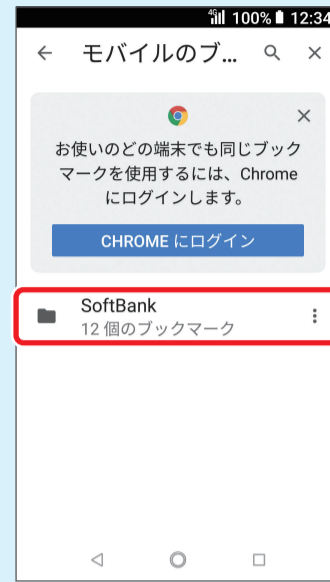 4G 100% 12:34
モバイルのブ...
お使いのどの端末でも同じブック
マークを使用するには、Chrome
にログインします。
CHROME にログイン
SoftBank
12 個のブックマーク